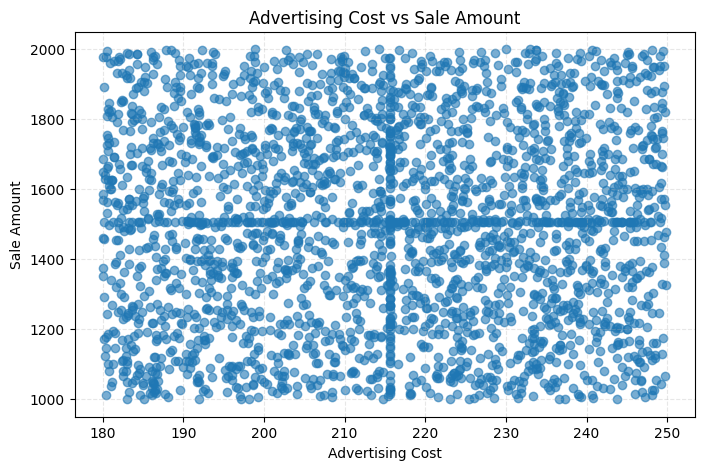 Advertising Cost vs Sale Amount
Sale Amount
2000
1800
1600
1400
1200
1000
180 190 200 210 220 230 240 250
Advertising Cost